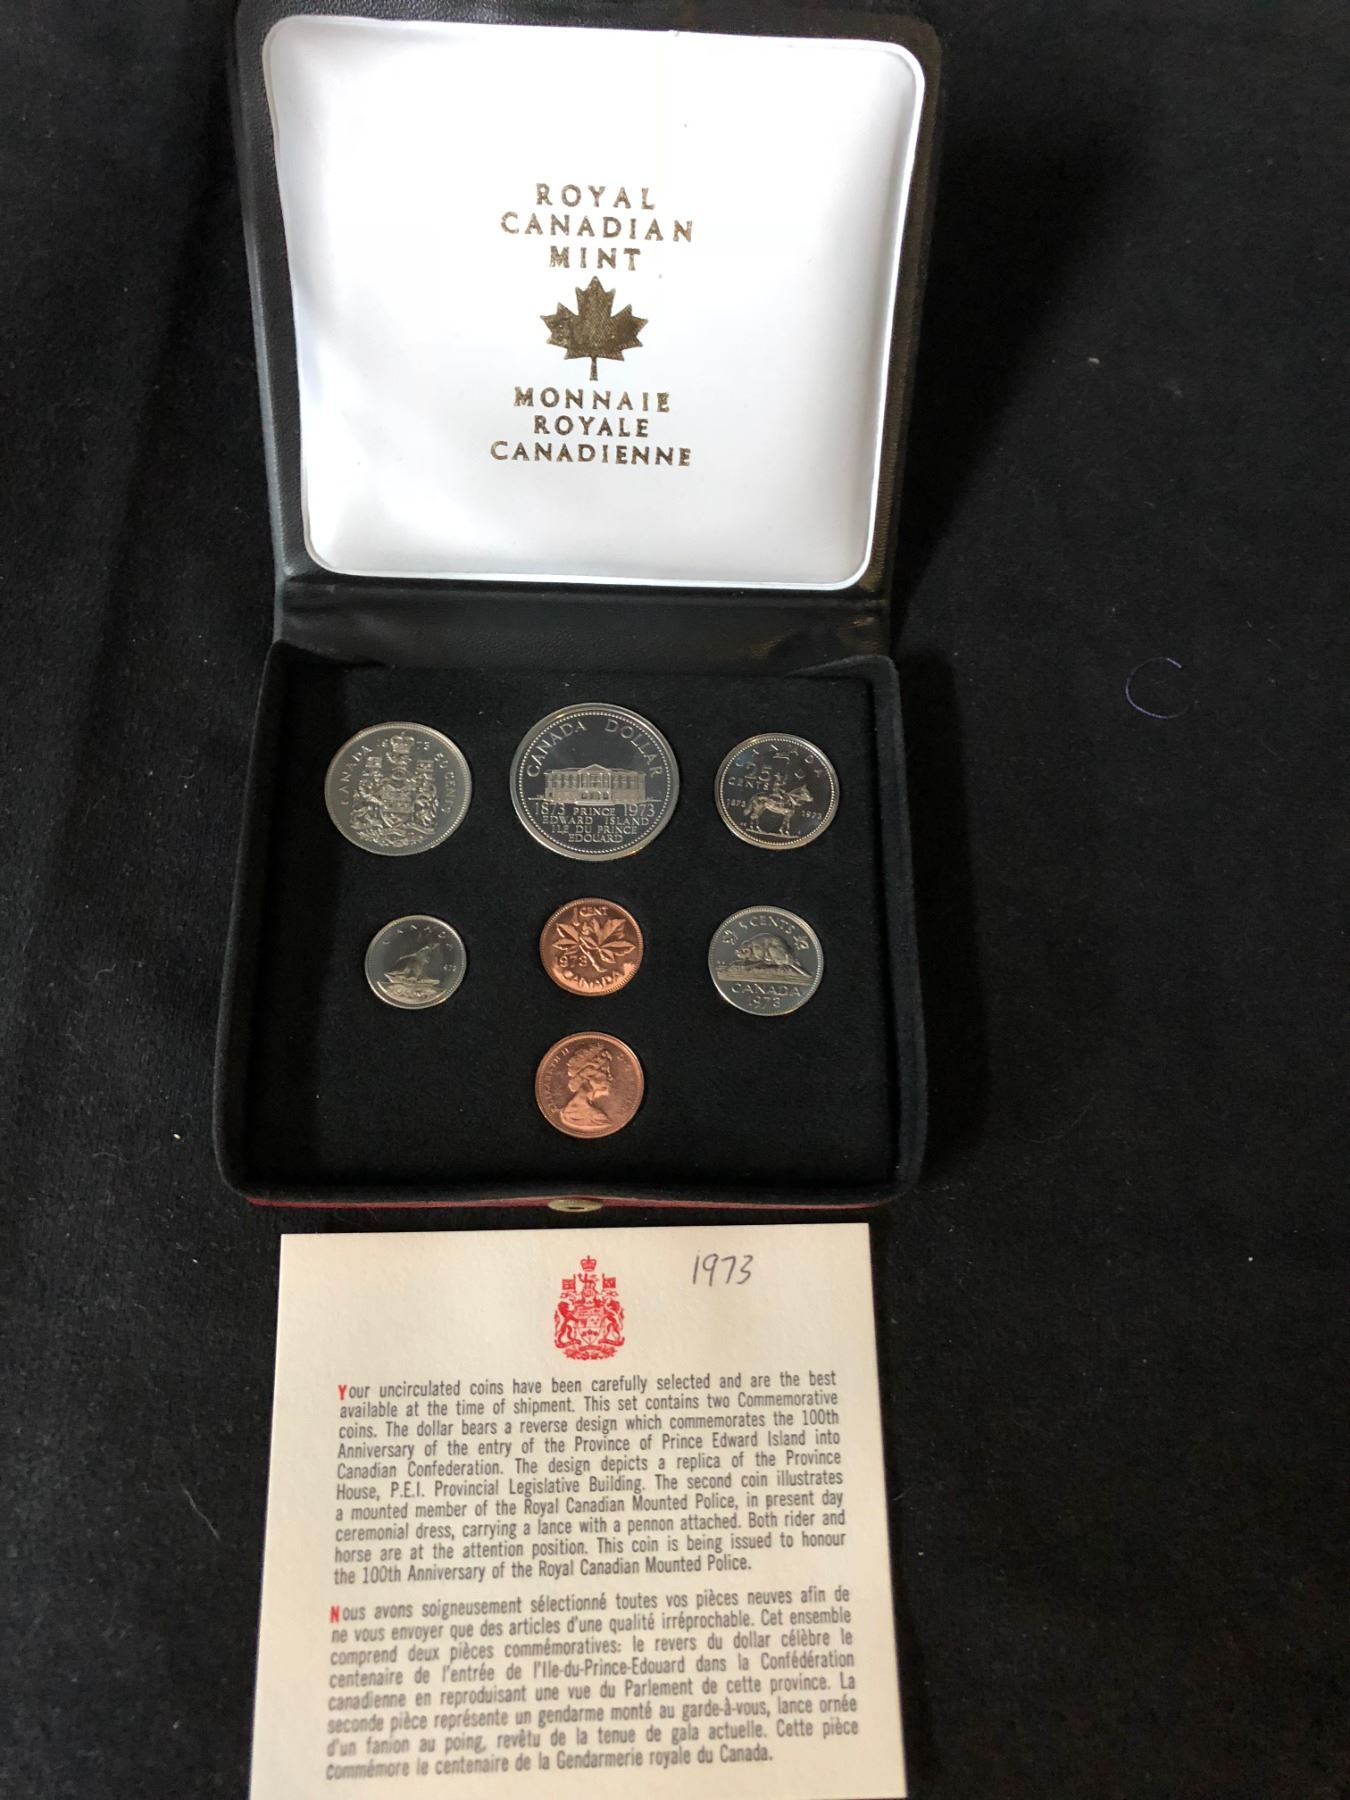 ROYAL
CANADIAN
MINT
MONNAIE
ROYALE
CANADIENNE
CANADA 1973 50 CENTS
CANADA DOLLAR
1873 PRINCE 1973
EDWARD ISLAND
ILE DU PRINCE
EDOUARD
CANADA
25
CENTS
1873 1973
CANADA
1973
1 CENT
1973
CANADA
5 CENTS
CANADA
1973
ELIZABETH II
1973
Your uncirculated coins have been carefully selected and are the best
available at the time of shipment. This set contains two Commemorative
coins. The dollar bears a reverse design which commemorates the 100th
Anniversary of the entry of the Province of Prince Edward Island into
Canadian Confederation. The design depicts a replica of the Province
House, P.E.I. Provincial Legislative Building. The second coin illustrates
a mounted member of the Royal Canadian Mounted Police, in present day
ceremonial dress, carrying a lance with a pennon attached. Both rider and
horse are at the attention position. This coin is being issued to honour
the 100th Anniversary of the Royal Canadian Mounted Police.
Nous avons soigneusement sélectionné toutes vos pièces neuves afin de
ne vous envoyer que des articles d'une qualité irréprochable. Cet ensemble
comprend deux pièces commémoratives: le revers du dollar célèbre le
centenaire de l'entrée de l'Ile-du-Prince-Edouard dans la Confédération
canadienne en reproduisant une vue du Parlement de cette province. La
seconde pièce représente un gendarme monté au garde-à-vous, lance ornée
d'un fanion au poing, revêtu de la tenue de gala actuelle. Cette pièce
commémore le centenaire de la Gendarmerie royale du Canada.